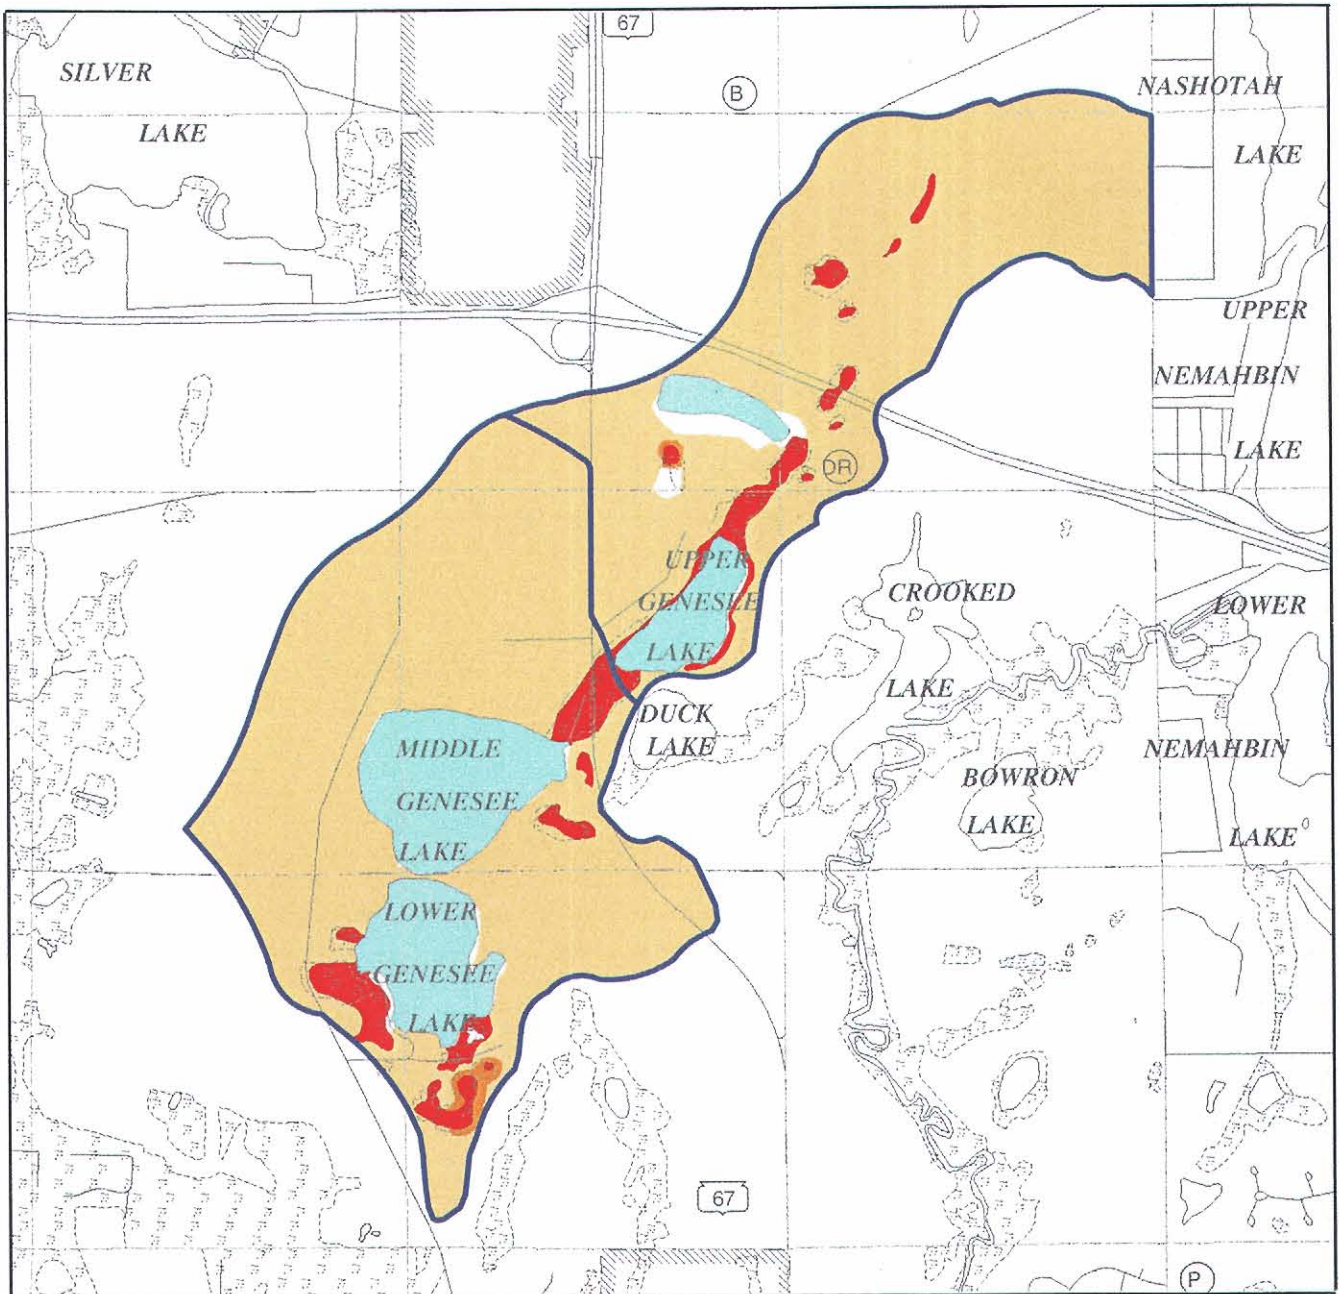 67
SILVER
LAKE
B
NASHOTAH
LAKE
UPPER
NEMAHBIN
LAKE
DR
UPPER
GENESEE
LAKE
CROOKED
LAKE
LOWER
NEMAHBIN
LAKE
DUCK
LAKE
MIDDLE
GENESEE
LAKE
BOWRON
LAKE
LOWER
GENESEE
LAKE
67
P